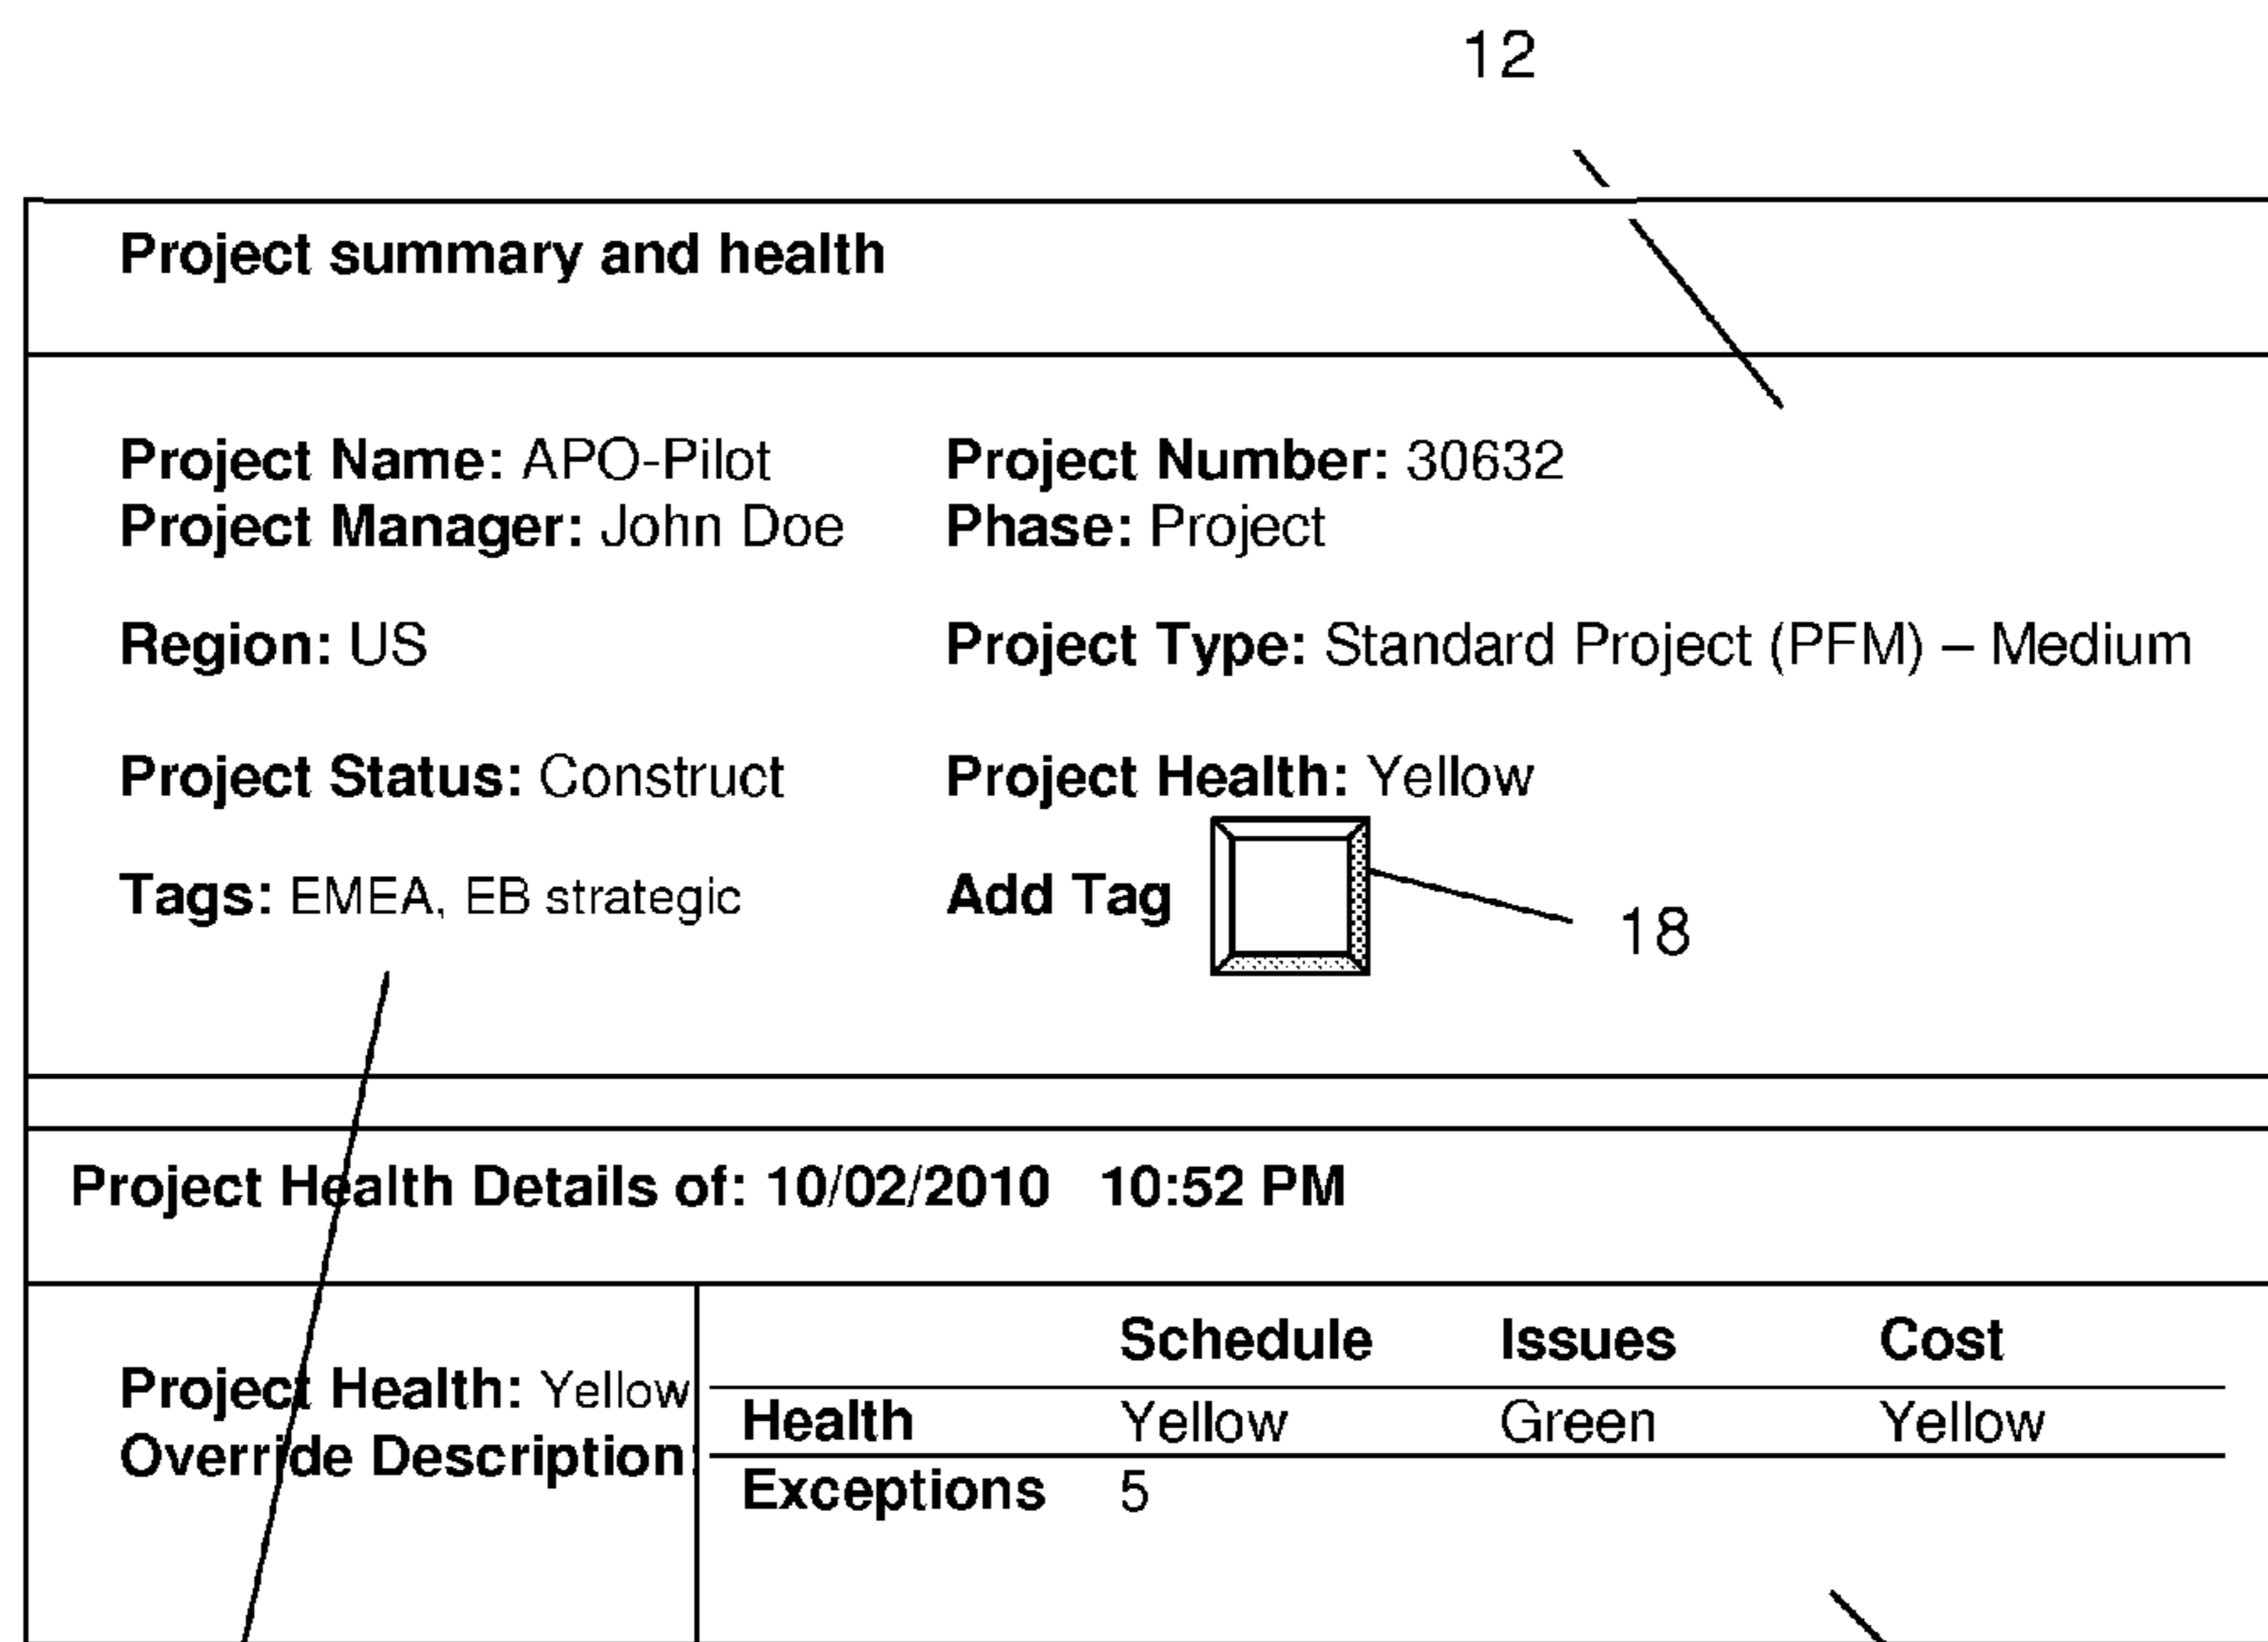 12
Project summary and health
Project Name: APO-Pilot Project Number: 30632
Project Manager: John Doe Phase: Project
Region: US Project Type: Standard Project (PFM) – Medium
Project Status: Construct Project Health: Yellow
Tags: EMEA, EB strategic Add Tag 18
Project Health Details of: 10/02/2010 10:52 PM
Schedule Issues Cost
Project Health: Yellow Health Yellow Green Yellow
Override Description: Exceptions 5